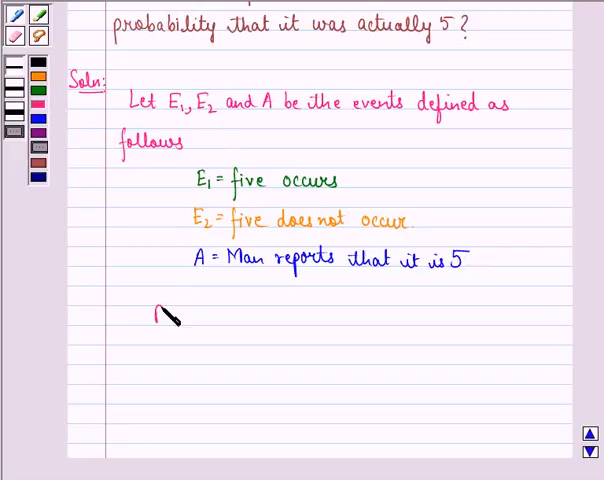 probability that it was actually 5?
Soln:
Let E1, E2 and A be the events defined as
follows
E1 = five occurs
E2 = five does not occur
A = Man reports that it is 5